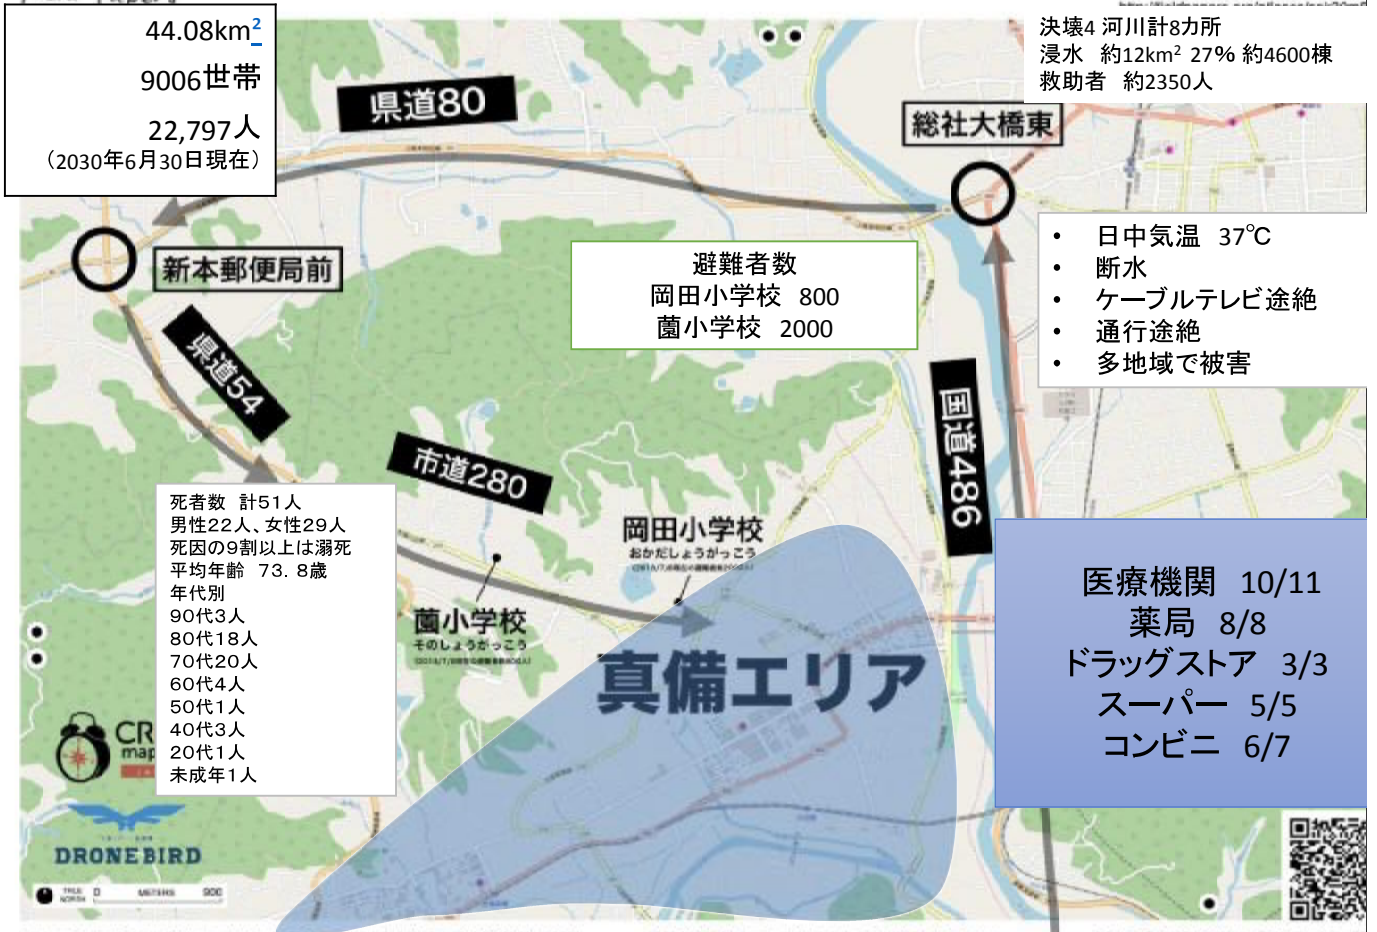 44.08km²
9006世帯
22,797人
（2030年6月30日現在）
決壊4 河川計8カ所
浸水　約12km² 27% 約4600棟
救助者　約2350人
県道80
総社大橋東
新本郵便局前
避難者数
岡田小学校 800
薗小学校 2000
• 日中気温 37℃
• 断水
• ケーブルテレビ途絶
• 通行途絶
• 多地域で被害
県道54
国道486
市道280
死者数　計51人
男性22人、女性29人
死因の9割以上は溺死
平均年齢　73．8歳
年代別
90代3人
80代18人
70代20人
60代4人
50代1人
40代3人
20代1人
未成年1人
岡田小学校
おかだしょうがっこう
薗小学校
そのしょうがっこう
真備エリア
医療機関 10/11
薬局 8/8
ドラッグストア 3/3
スーパー 5/5
コンビニ 6/7
CR
map
DRONEBIRD
TRUE NORTH 0 METERS 900